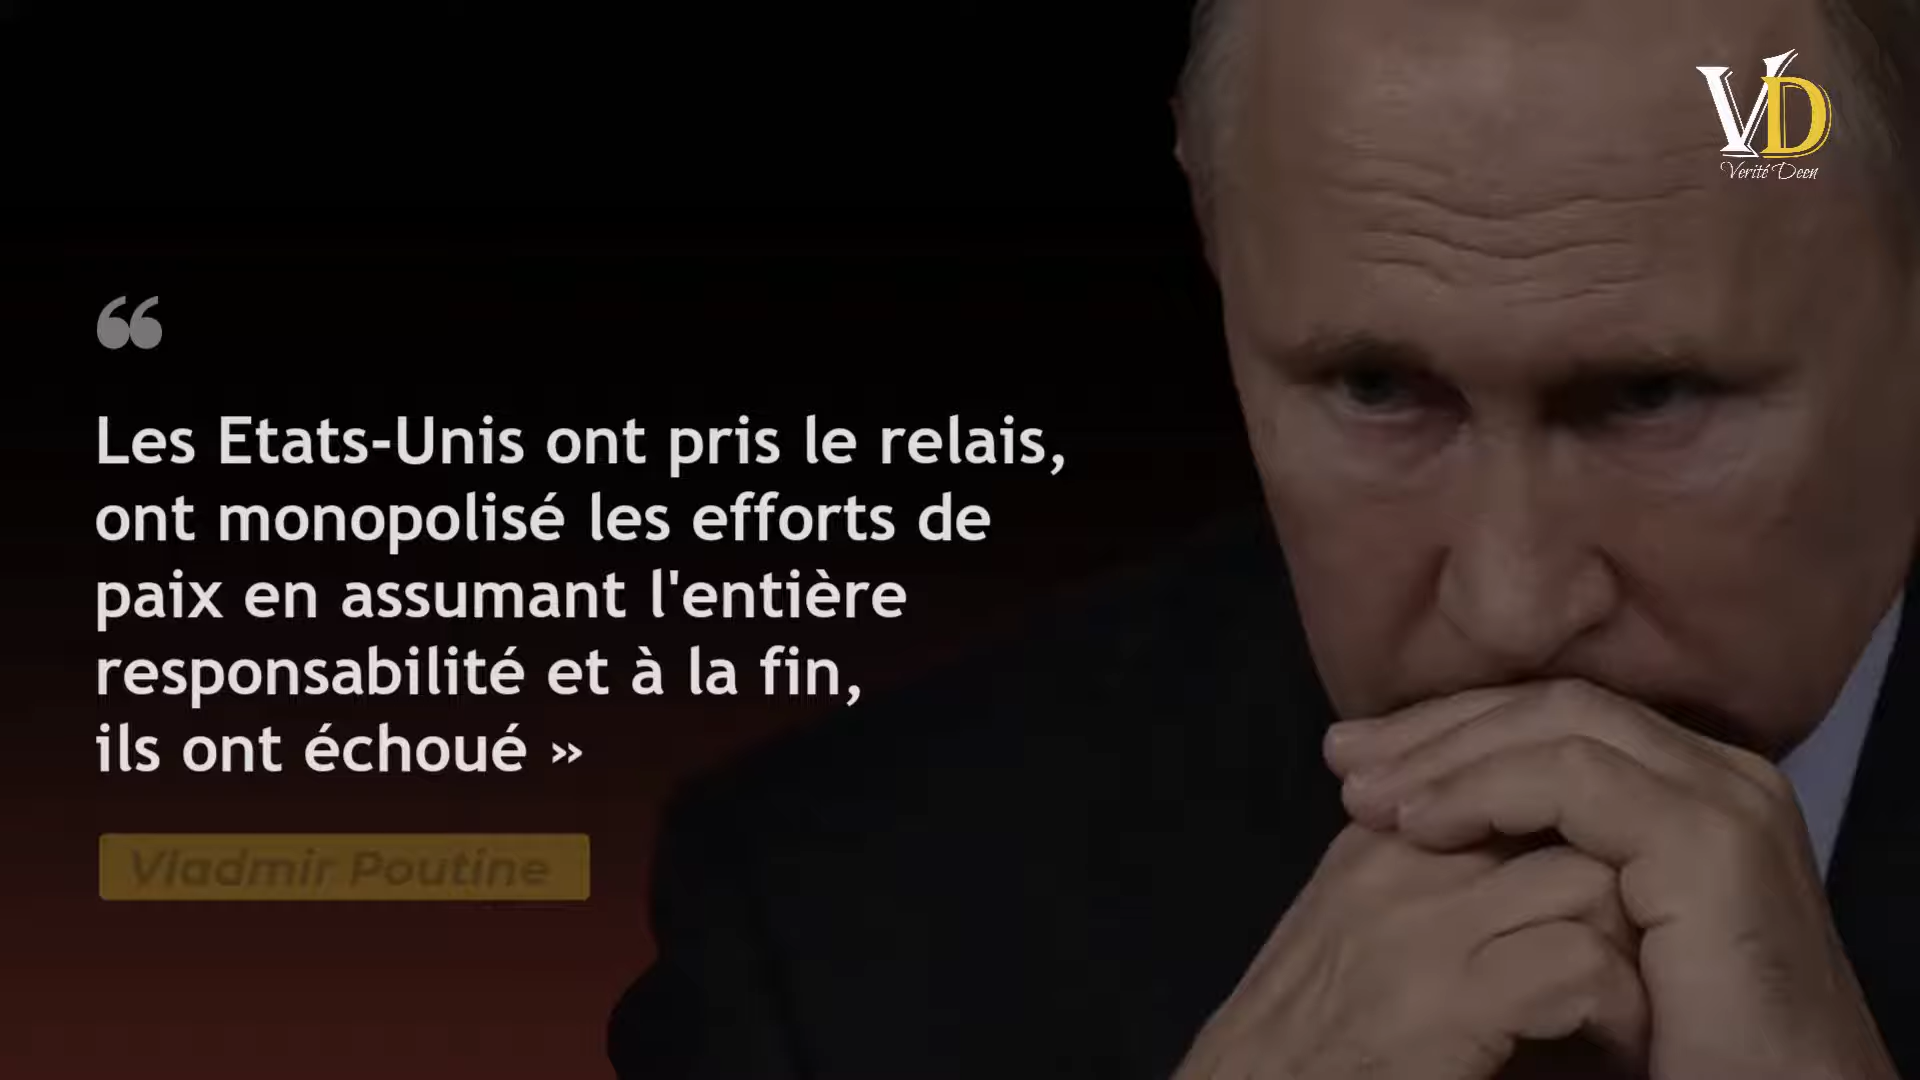 VD
Verité Deen
“
Les Etats-Unis ont pris le relais,
ont monopolisé les efforts de
paix en assumant l'entière
responsabilité et à la fin,
ils ont échoué »
Vladmir Poutine